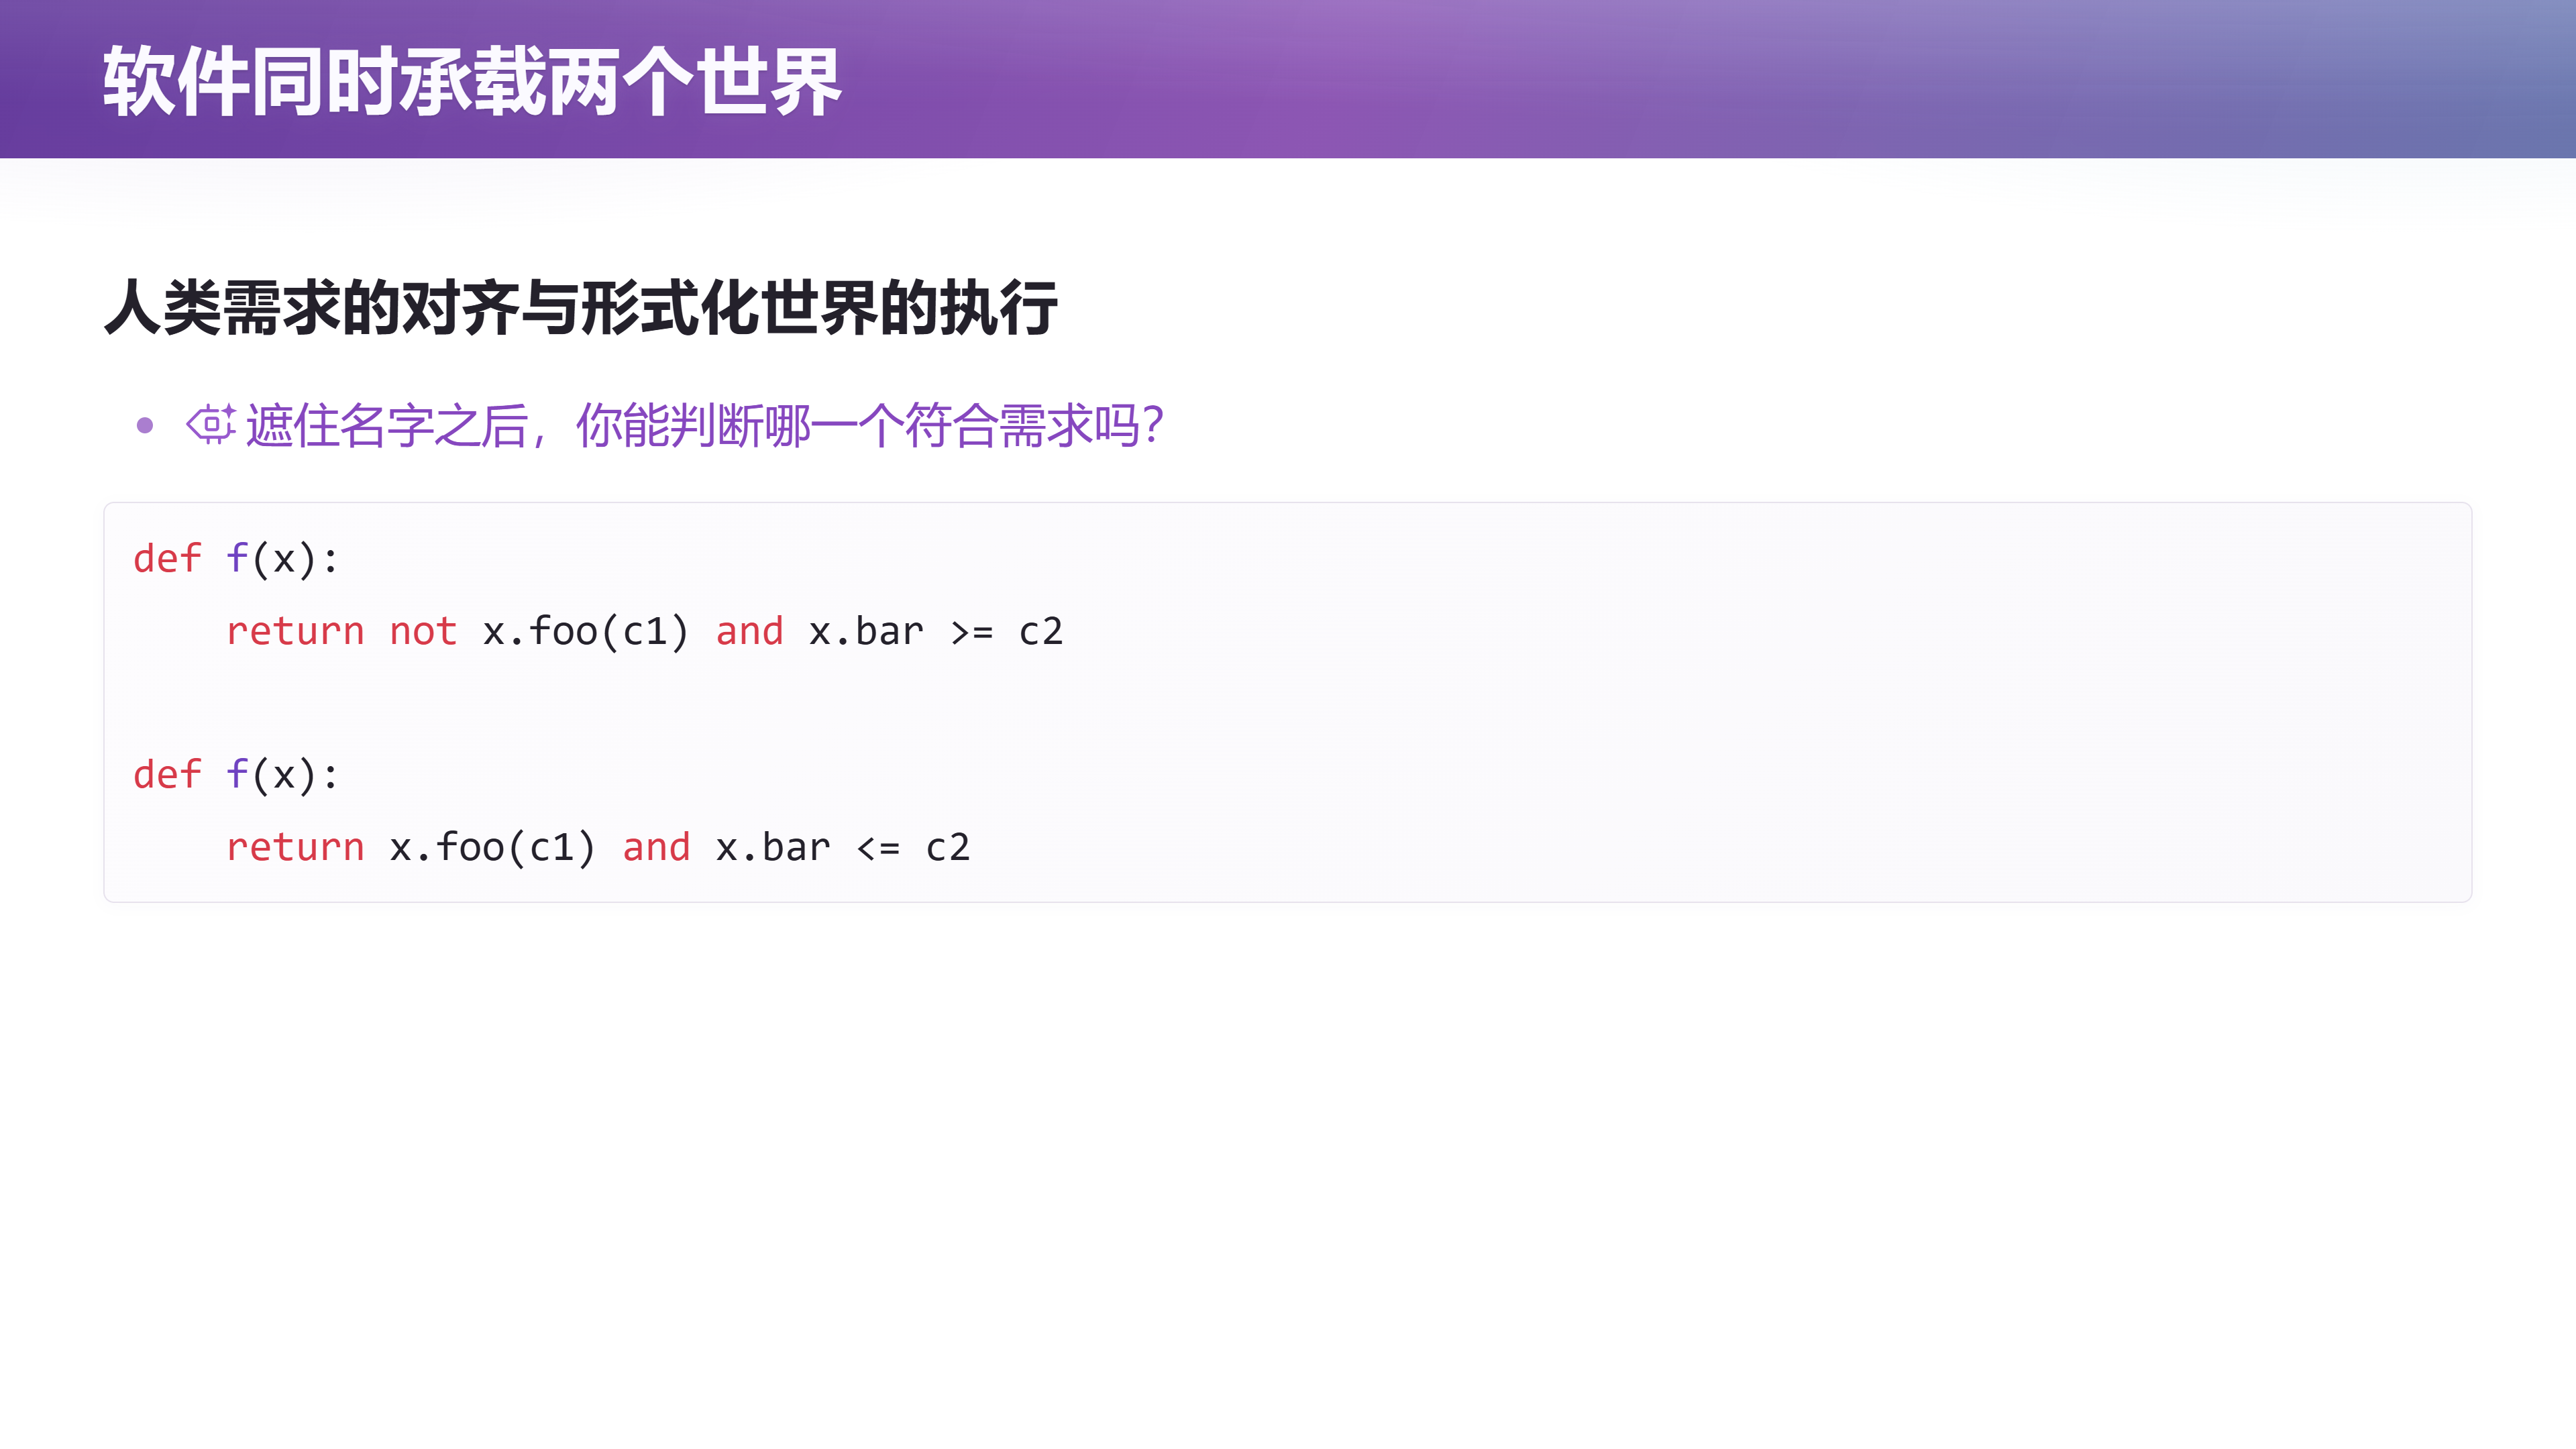 软件同时承载两个世界
人类需求的对齐与形式化世界的执行
遮住名字之后，你能判断哪一个符合需求吗？
def f(x):
    return not x.foo(c1) and x.bar >= c2
def f(x):
    return x.foo(c1) and x.bar <= c2